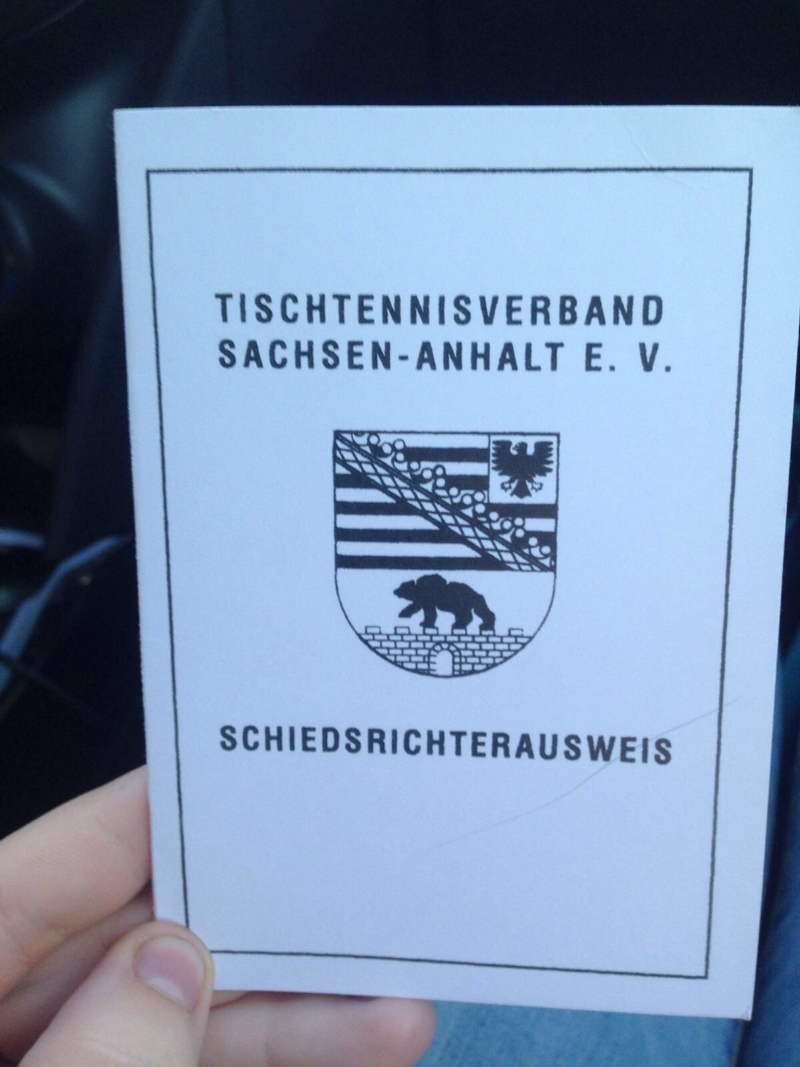 TISCHTENNISVERBAND
SACHSEN-ANHALT E. V.
SCHIEDSRICHTERAUSWEIS